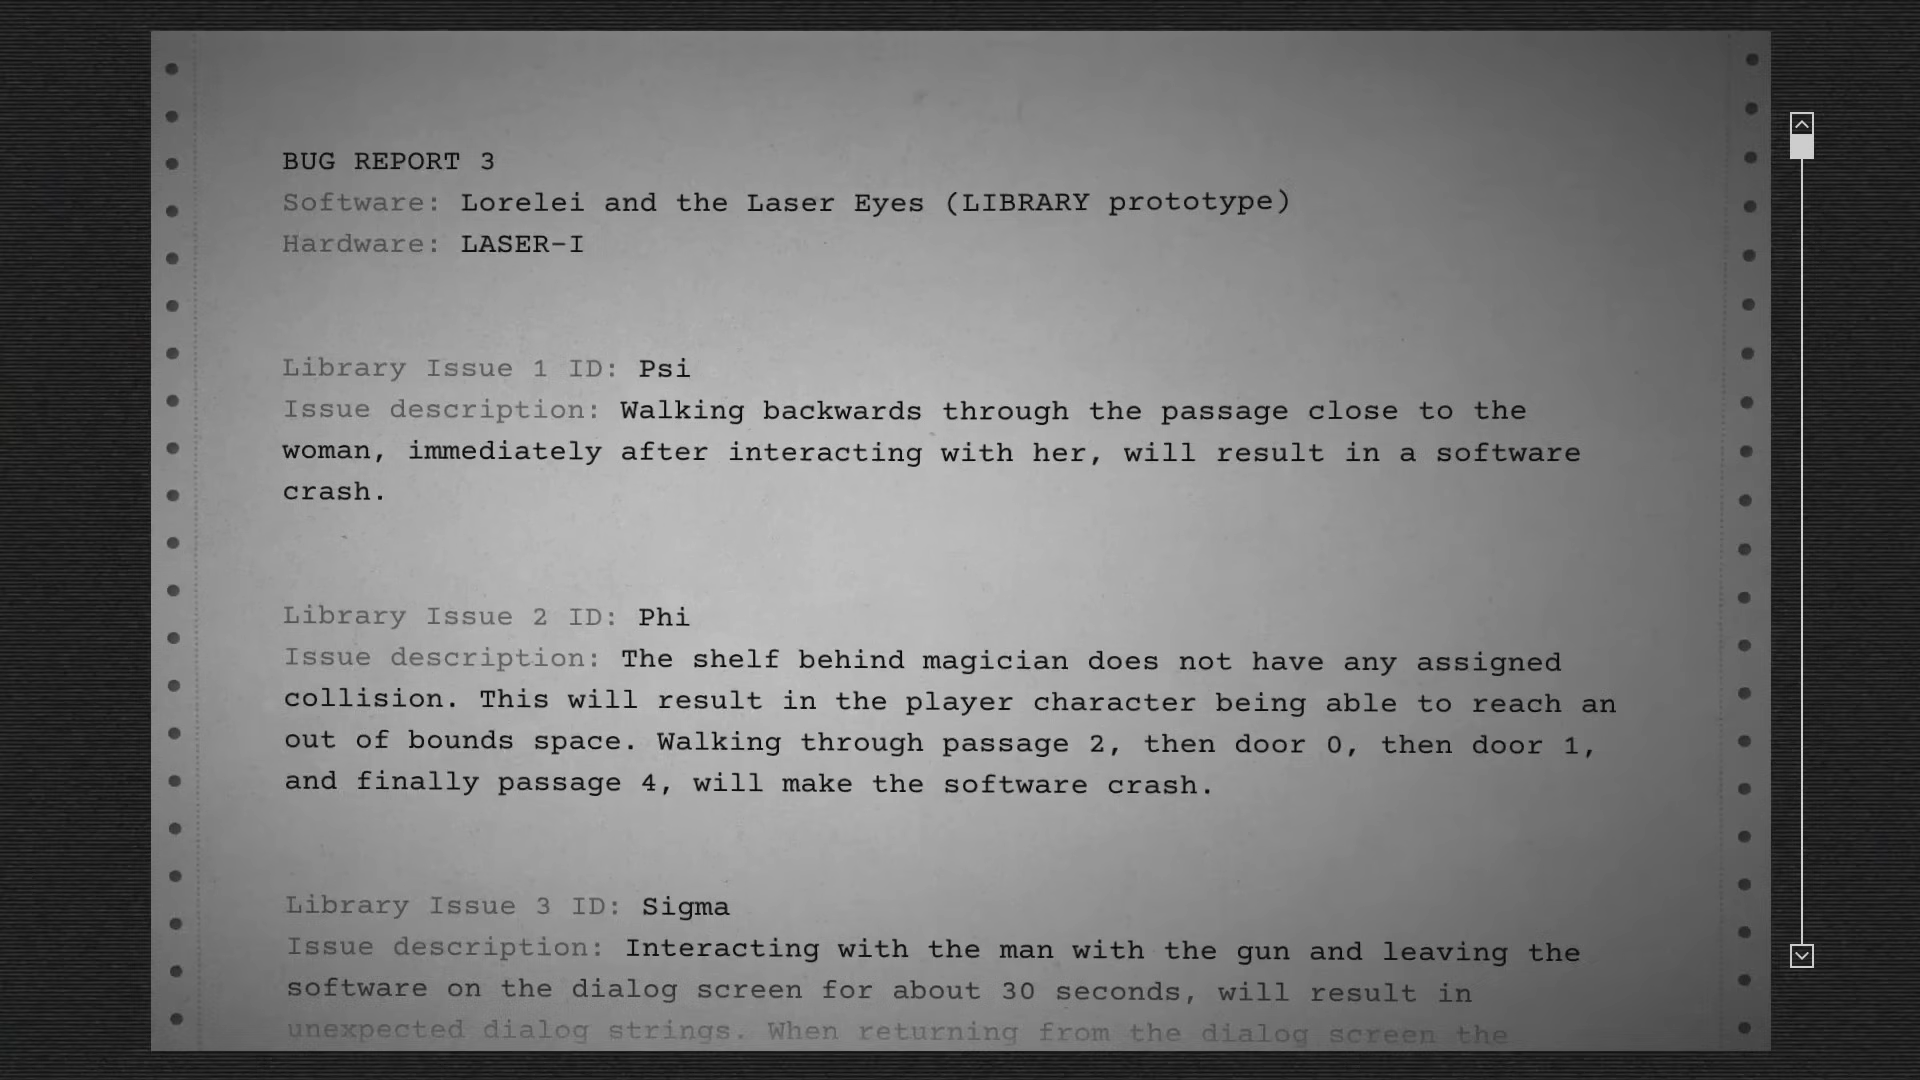 BUG REPORT 3
Software: Lorelei and the Laser Eyes (LIBRARY prototype)
Hardware: LASER-I
Library Issue 1 ID: Psi
Issue description: Walking backwards through the passage close to the
woman, immediately after interacting with her, will result in a software
crash.
Library Issue 2 ID: Phi
Issue description: The shelf behind magician does not have any assigned
collision. This will result in the player character being able to reach an
out of bounds space. Walking through passage 2, then door 0, then door 1,
and finally passage 4, will make the software crash.
Library Issue 3 ID: Sigma
Issue description: Interacting with the man with the gun and leaving the
software on the dialog screen for about 30 seconds, will result in
unexpected dialog strings. When returning from the dialog screen the